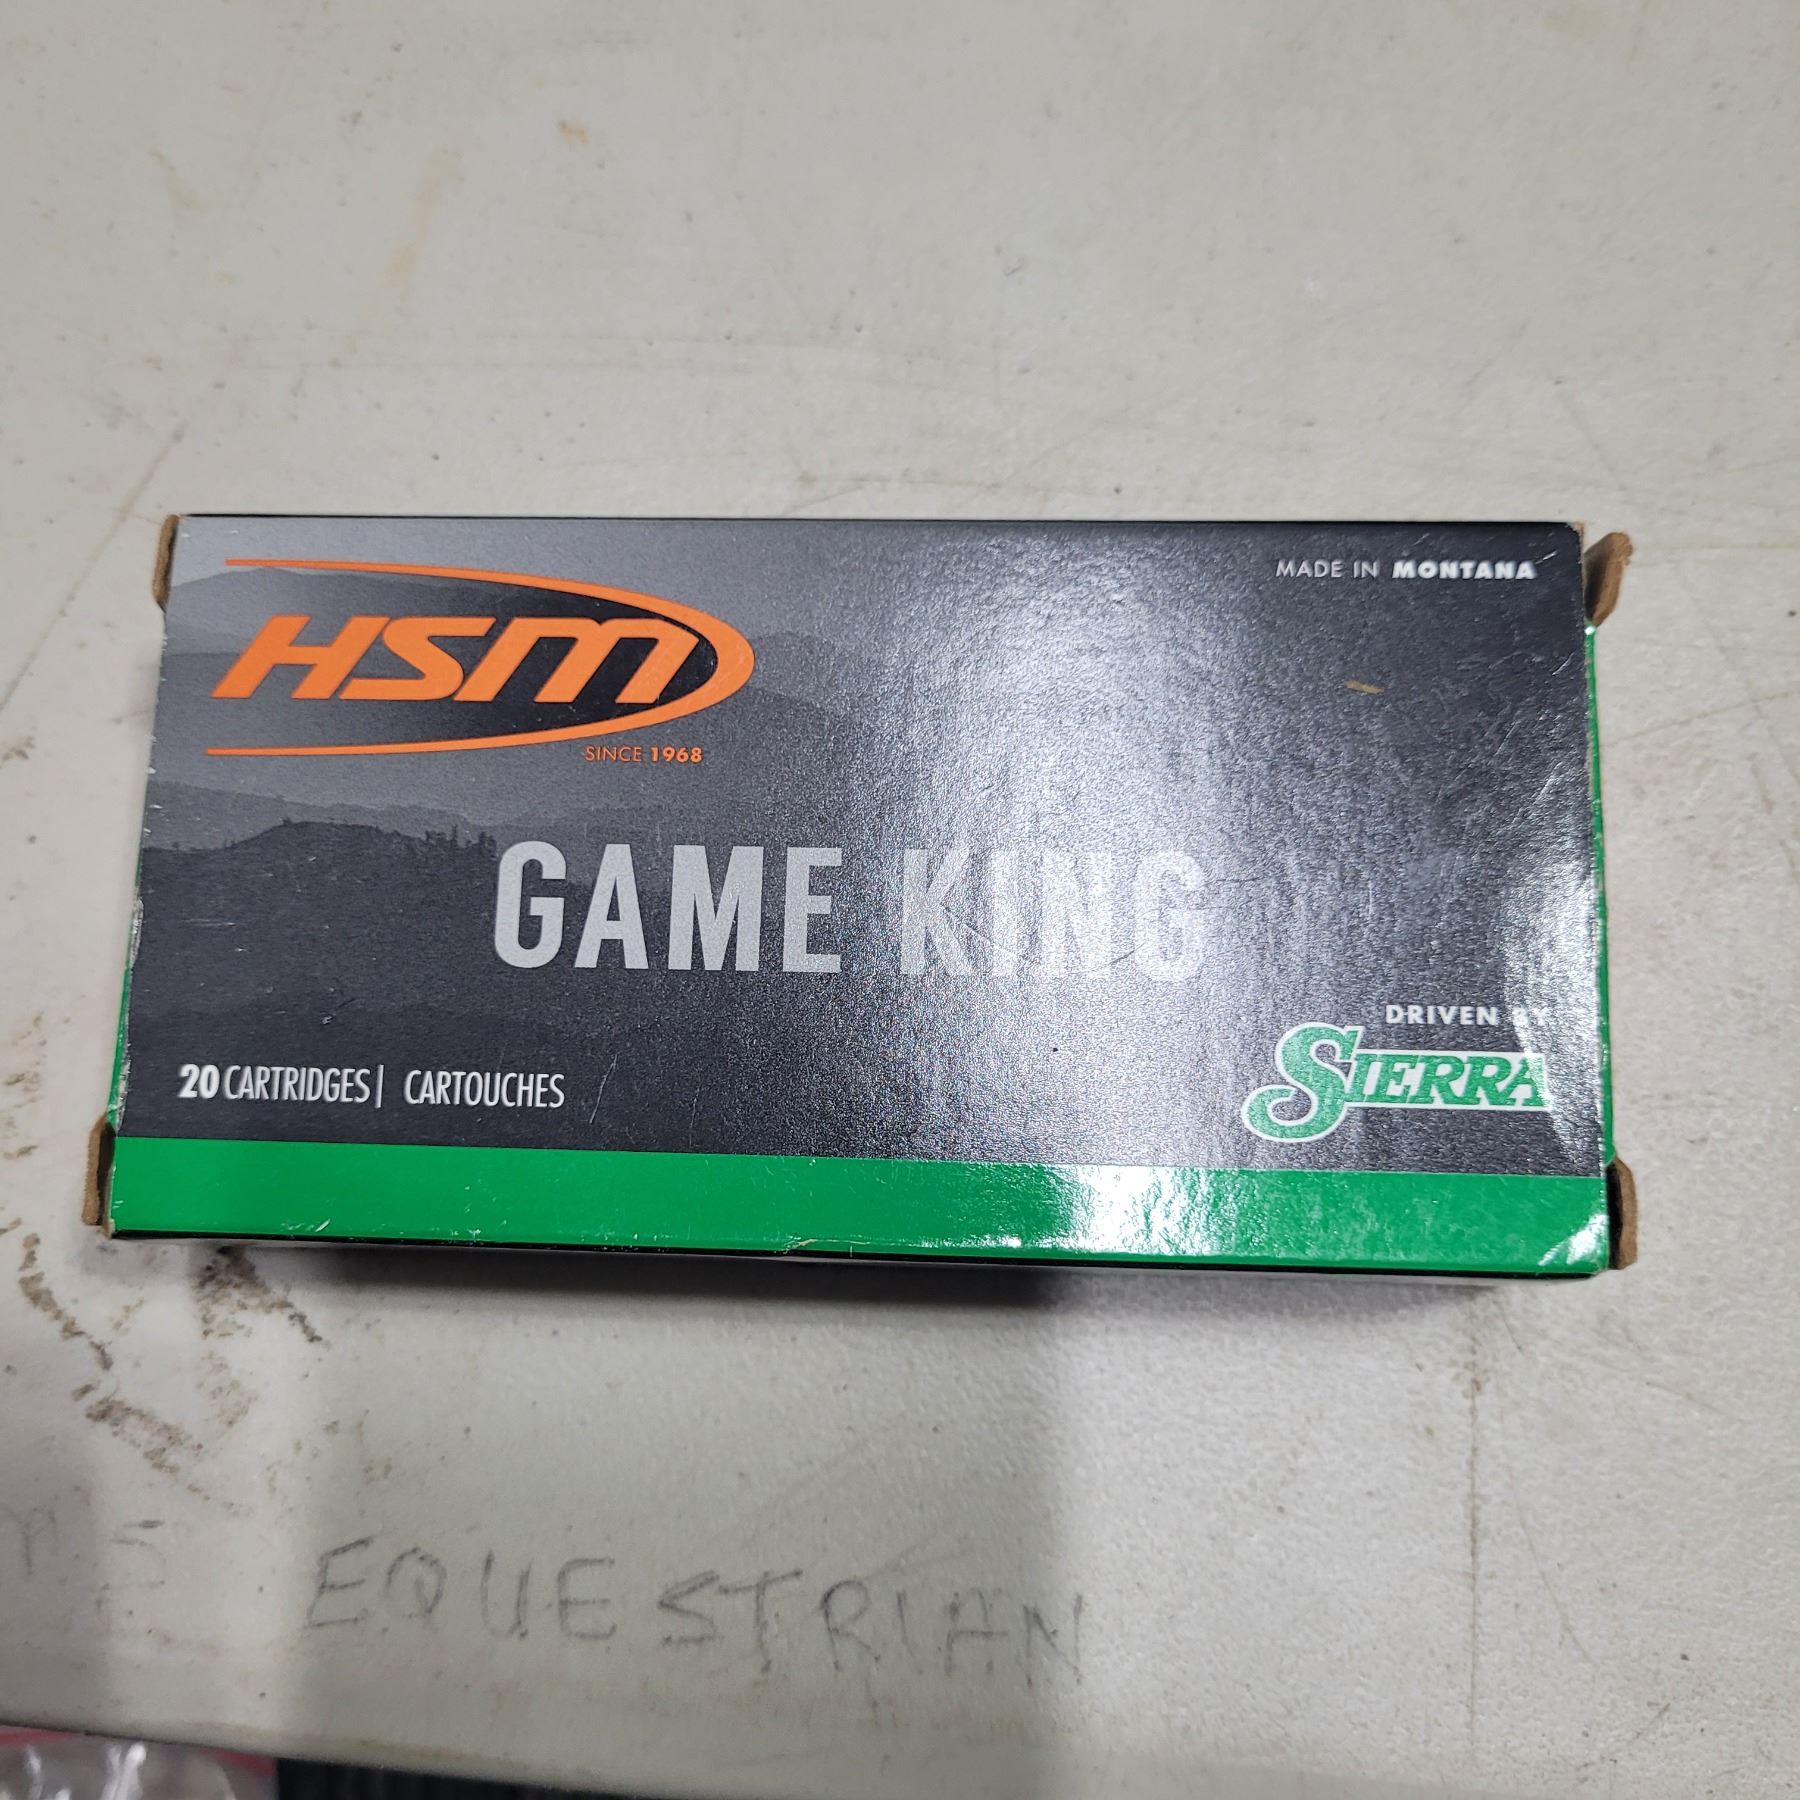 MADE IN MONTANA
HSM
SINCE 1968
GAME KING
DRIVEN BY
SIERRA
20 CARTRIDGES | CARTOUCHES
EQUESTRIAN